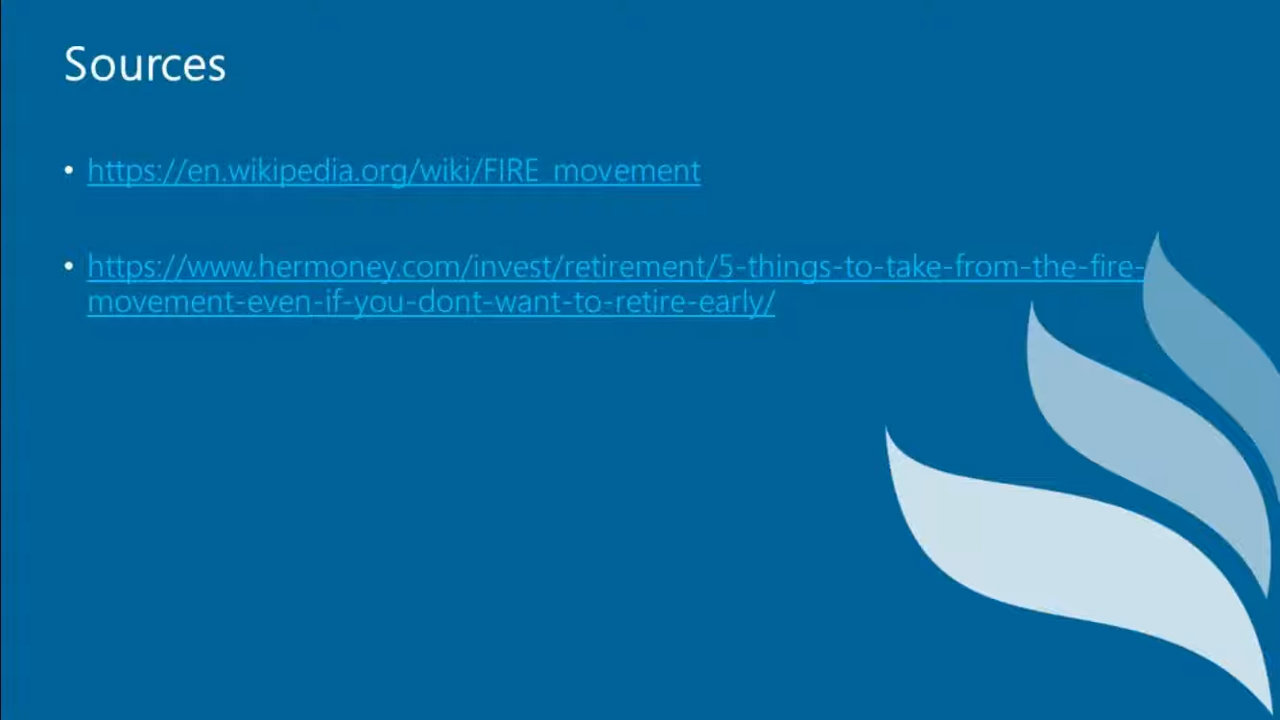 Sources
• https://en.wikipedia.org/wiki/FIRE_movement
• https://www.hermoney.com/invest/retirement/5-things-to-take-from-the-fire-
movement-even-if-you-dont-want-to-retire-early/